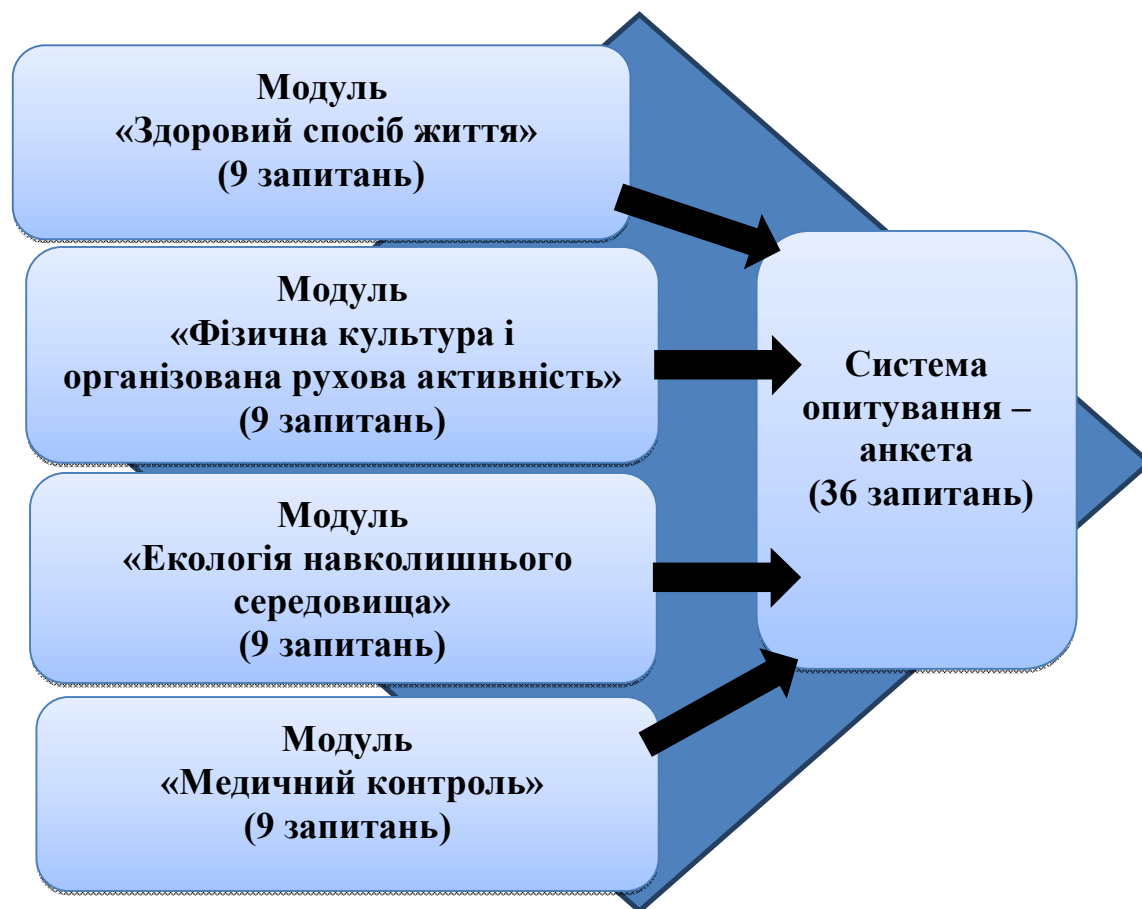 Модуль
«Здоровий спосіб життя»
(9 запитань)
Модуль
«Фізична культура і
організована рухова активність»
(9 запитань)
Модуль
«Екологія навколишнього
середовища»
(9 запитань)
Модуль
«Медичний контроль»
(9 запитань)
Система
опитування –
анкета
(36 запитань)